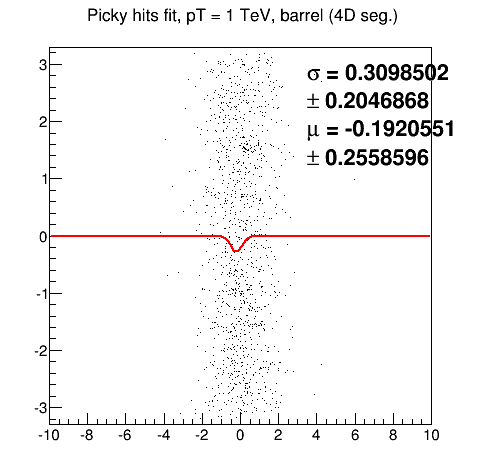 Picky hits fit, pT = 1 TeV, barrel (4D seg.)
σ = 0.3098502
± 0.2046868
μ = -0.1920551
± 0.2558596
3
2
1
0
-1
-2
-3
-10 -8 -6 -4 -2 0 2 4 6 8 10